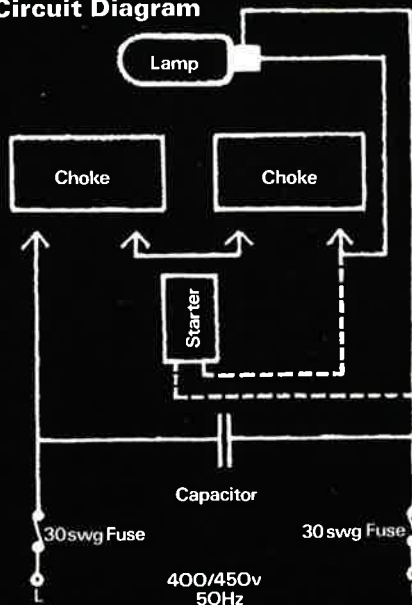 Circuit Diagram
Lamp
Choke
Choke
Starter
Capacitor
30swg Fuse
30swg Fuse
400/450v
50Hz
L